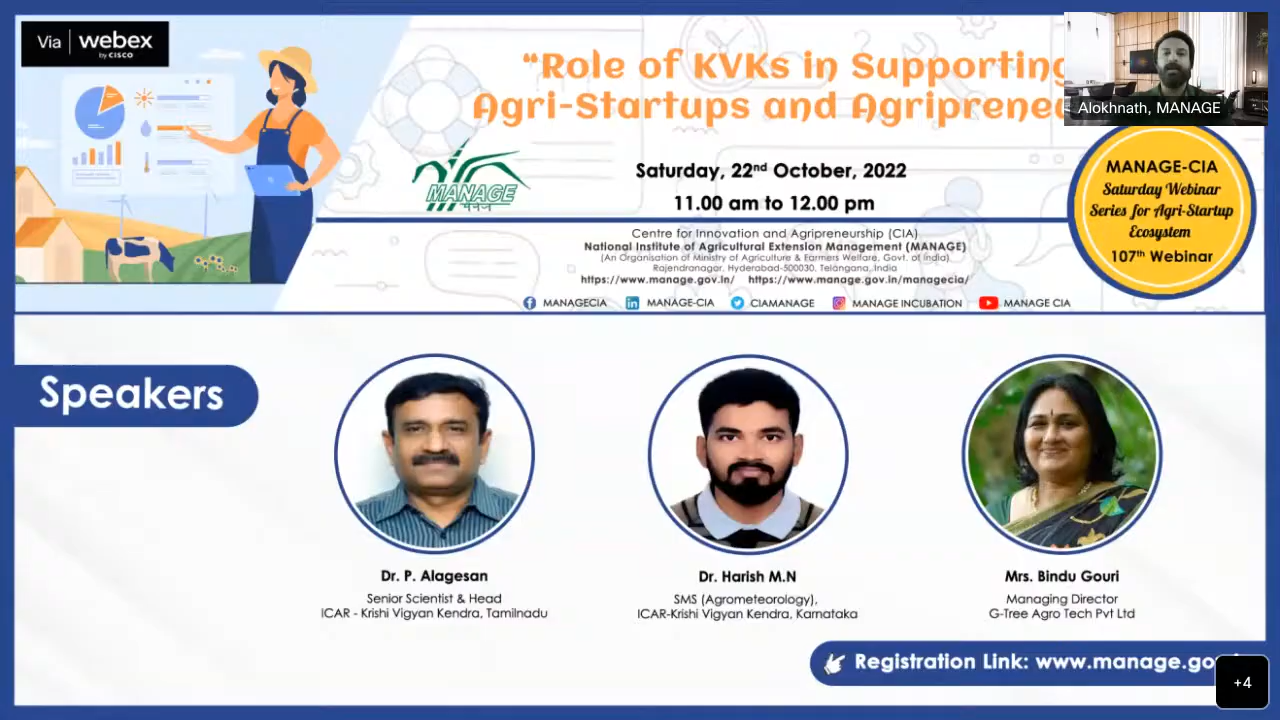 Via | webex
by CISCO
"Role of KVKs in Supporting
Agri-Startups and Agripreneu
Alokhnath, MANAGE
MANAGE
मैनेज
Saturday, 22nd October, 2022
11.00 am to 12.00 pm
Centre for Innovation and Agripreneurship (CIA)
National Institute of Agricultural Extension Management (MANAGE)
(An Organisation of Ministry of Agriculture & Farmers Welfare, Govt. of India)
Rajendranagar, Hyderabad-500030, Telangana, India
https://www.manage.gov.in/ https://www.manage.gov.in/managecia/
MANAGECIA MANAGE-CIA CIAMANAGE MANAGE INCUBATION MANAGE CIA
MANAGE-CIA
Saturday Webinar
Series for Agri-Startup
Ecosystem
107th Webinar
Speakers
Dr. P. Alagesan
Senior Scientist & Head
ICAR - Krishi Vigyan Kendra, Tamilnadu
Dr. Harish M.N
SMS (Agrometeorology),
ICAR-Krishi Vigyan Kendra, Karnataka
Mrs. Bindu Gouri
Managing Director
G-Tree Agro Tech Pvt Ltd
Registration Link: www.manage.go
+4